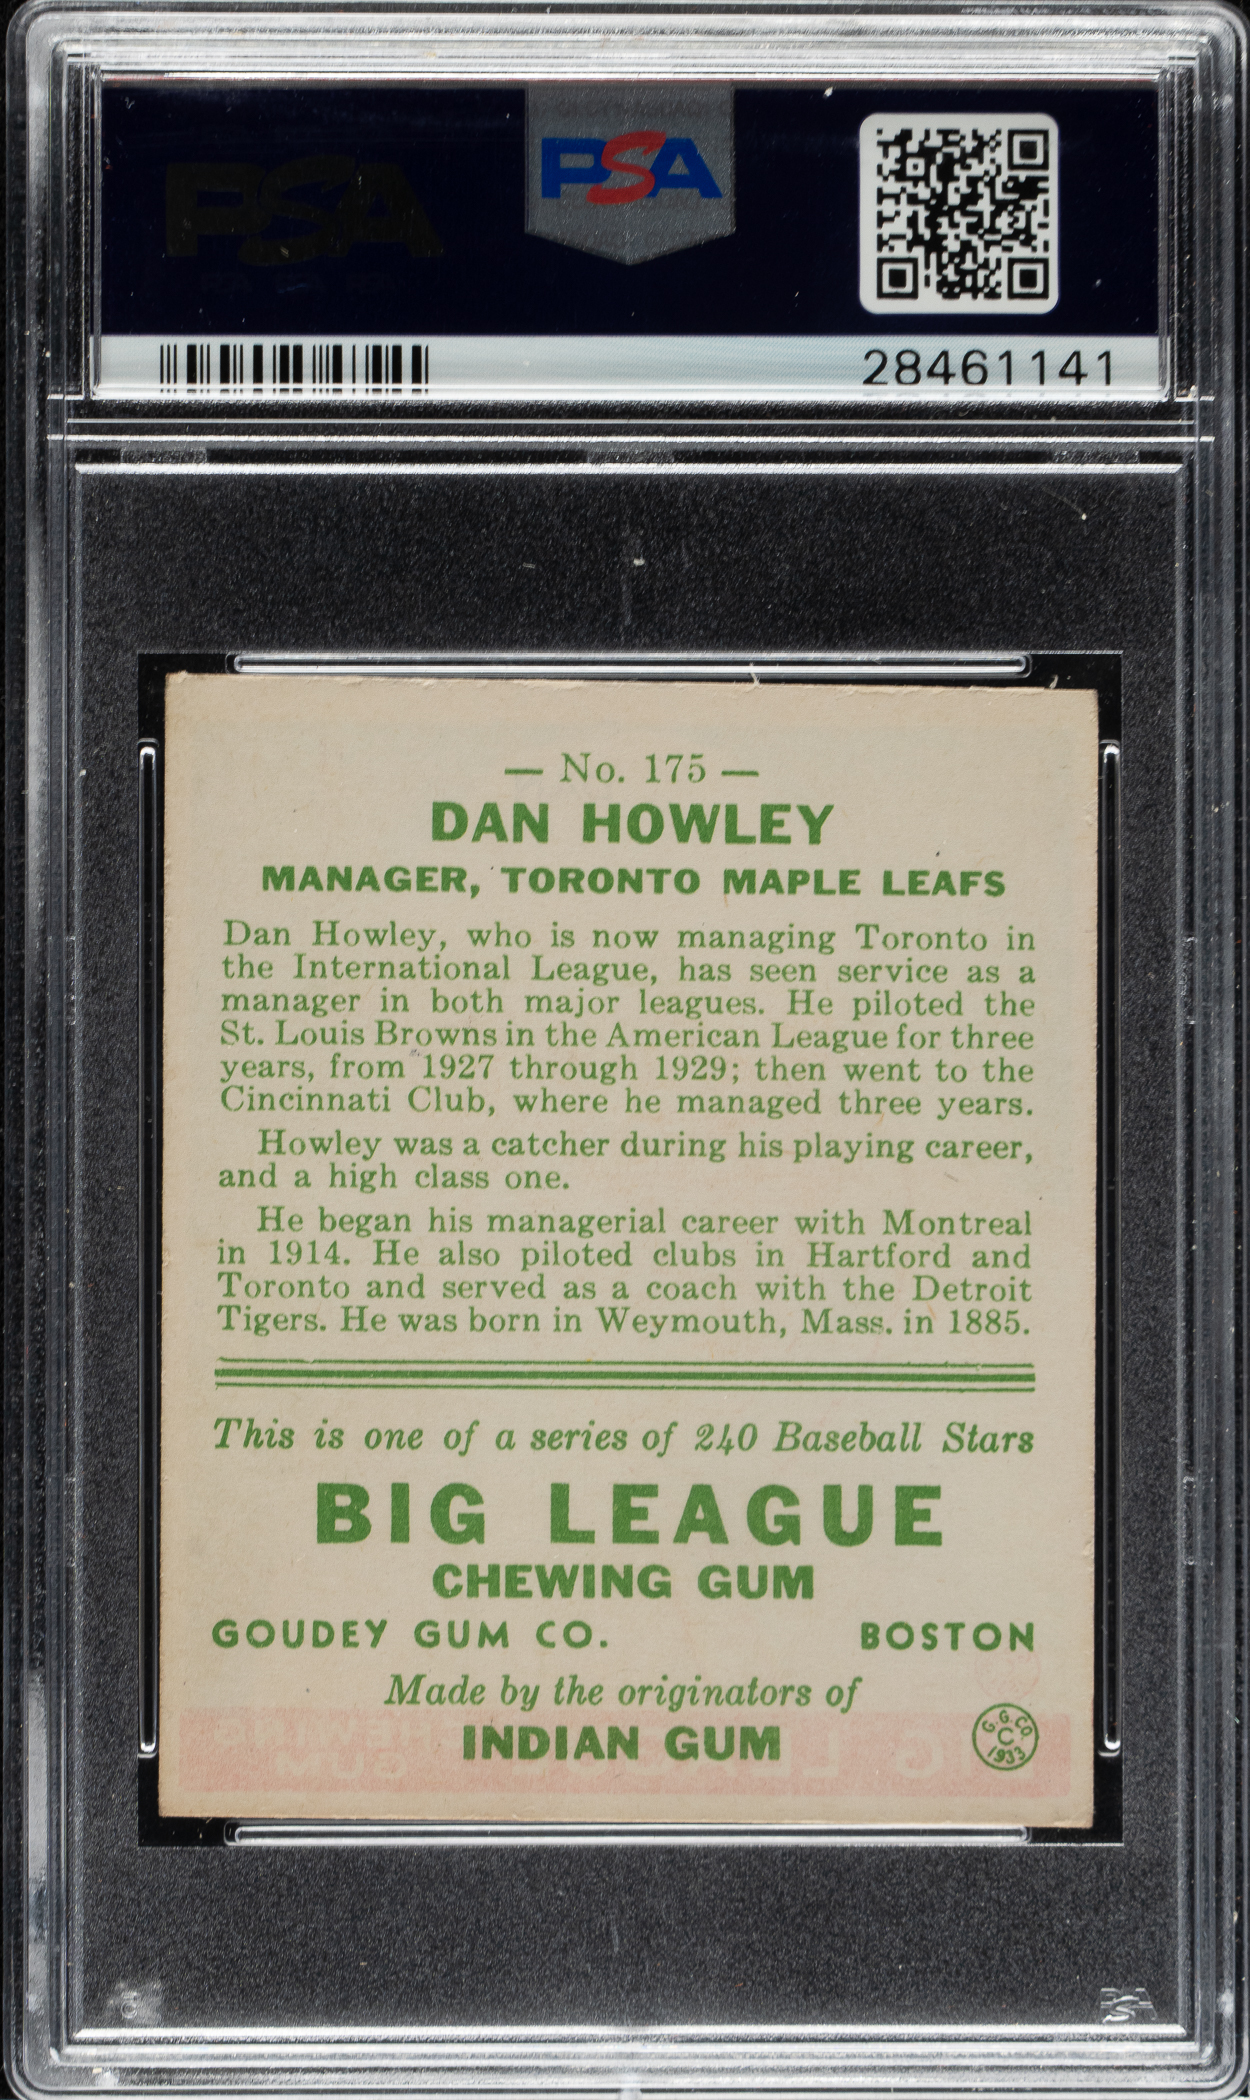 PSA
PSA
28461141
— No. 175 —
DAN HOWLEY
MANAGER, TORONTO MAPLE LEAFS
Dan Howley, who is now managing Toronto in
the International League, has seen service as a
manager in both major leagues. He piloted the
St. Louis Browns in the American League for three
years, from 1927 through 1929; then went to the
Cincinnati Club, where he managed three years.
Howley was a catcher during his playing career,
and a high class one.
He began his managerial career with Montreal
in 1914. He also piloted clubs in Hartford and
Toronto and served as a coach with the Detroit
Tigers. He was born in Weymouth, Mass. in 1885.
This is one of a series of 240 Baseball Stars
BIG LEAGUE
CHEWING GUM
GOUDEY GUM CO. BOSTON
Made by the originators of
INDIAN GUM
G. G. CO.
C
1933
PSA